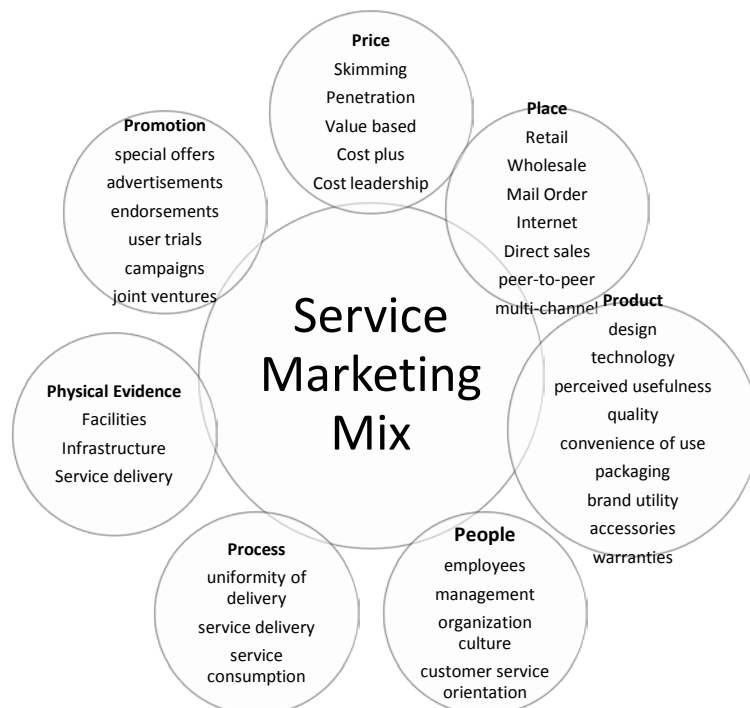 Price
Skimming
Penetration
Value based
Cost plus
Cost leadership
Place
Retail
Wholesale
Mail Order
Internet
Direct sales
peer-to-peer
multi-channel
Product
design
technology
perceived usefulness
quality
convenience of use
packaging
brand utility
accessories
warranties
People
employees
management
organization
culture
customer service
orientation
Process
uniformity of
delivery
service delivery
service
consumption
Physical Evidence
Facilities
Infrastructure
Service delivery
Promotion
special offers
advertisements
endorsements
user trials
campaigns
joint ventures
Service
Marketing
Mix